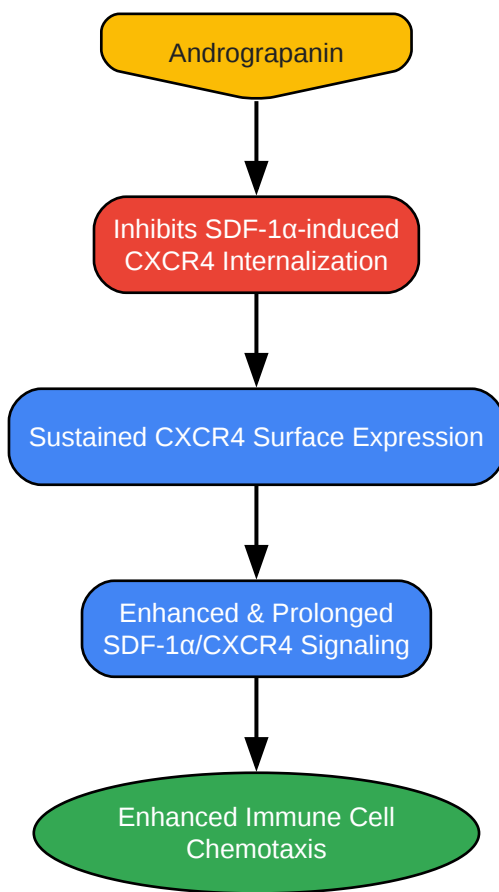 Andrograpanin
Inhibits SDF-1α-induced
CXCR4 Internalization
Sustained CXCR4 Surface Expression
Enhanced & Prolonged
SDF-1α/CXCR4 Signaling
Enhanced Immune Cell
Chemotaxis